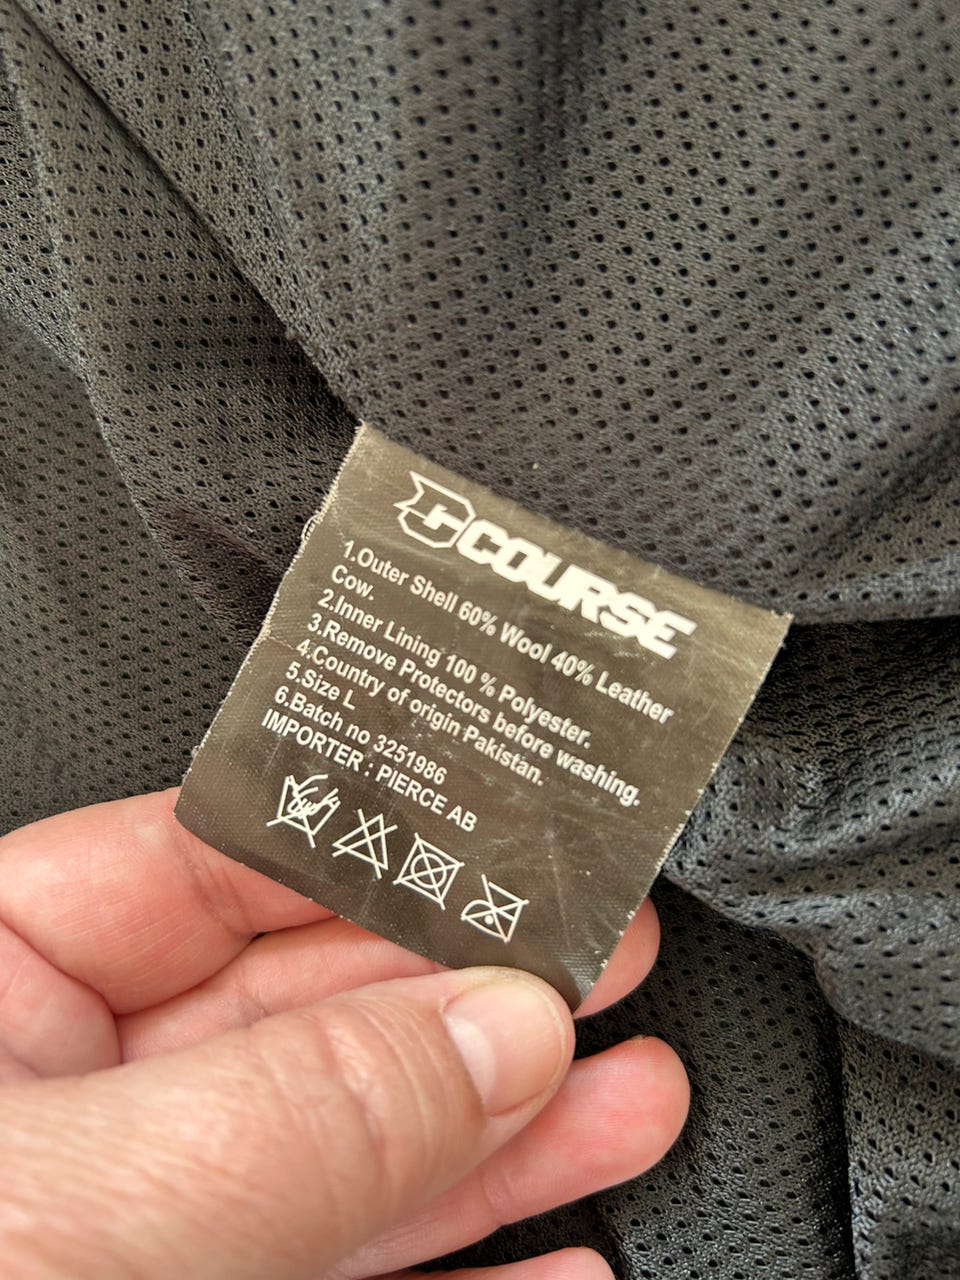 COURSE
1.Outer Shell 60% Wool 40% Leather
Cow.
2.Inner Lining 100 % Polyester.
3.Remove Protectors before washing.
4.Country of origin Pakistan.
5.Size L
6.Batch no 3251986
IMPORTER : PIERCE AB